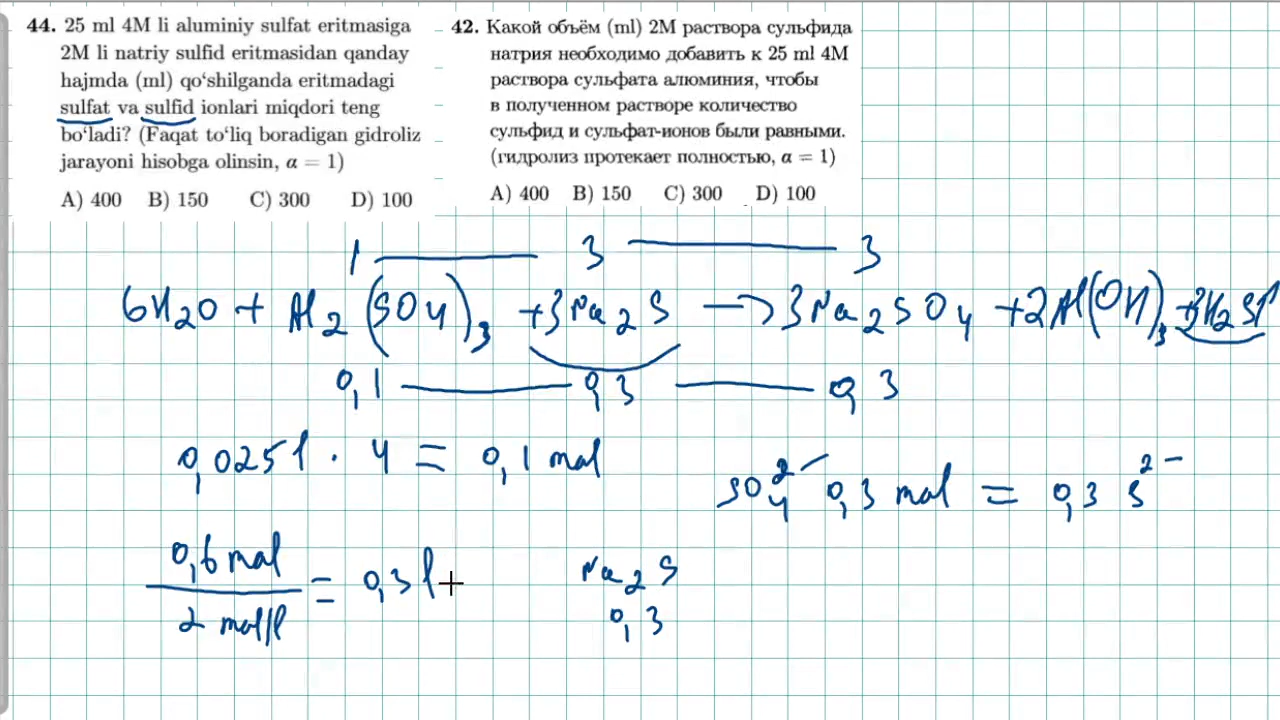 44. 25 ml 4M li aluminiy sulfat eritmasiga
2M li natriy sulfid eritmasidan qanday
hajmda (ml) qo‘shilganda eritmadagi
sulfat va sulfid ionlari miqdori teng
bo‘ladi? (Faqat to‘liq boradigan gidroliz
jarayoni hisobga olinsin, α = 1)
A) 400 B) 150 C) 300 D) 100
42. Какой объём (ml) 2M раствора сульфида
натрия необходимо добавить к 25 ml 4M
раствора сульфата алюминия, чтобы
в полученном растворе количество
сульфид и сульфат-ионов были равными.
(гидролиз протекает полностью, α = 1)
A) 400 B) 150 C) 300 D) 100
1 3 3
6H₂O + Al₂(SO₄)₃ + 3Na₂S → 3Na₂SO₄ + 2Al(OH)₃ + 3H₂S↑
0,1 0,3 0,3
0,025 l · 4 = 0,1 mol
SO₄²⁻ 0,3 mol = 0,3 S²⁻
0,6 mol
2 mol/l
= 0,3 l
Na₂S
0,3